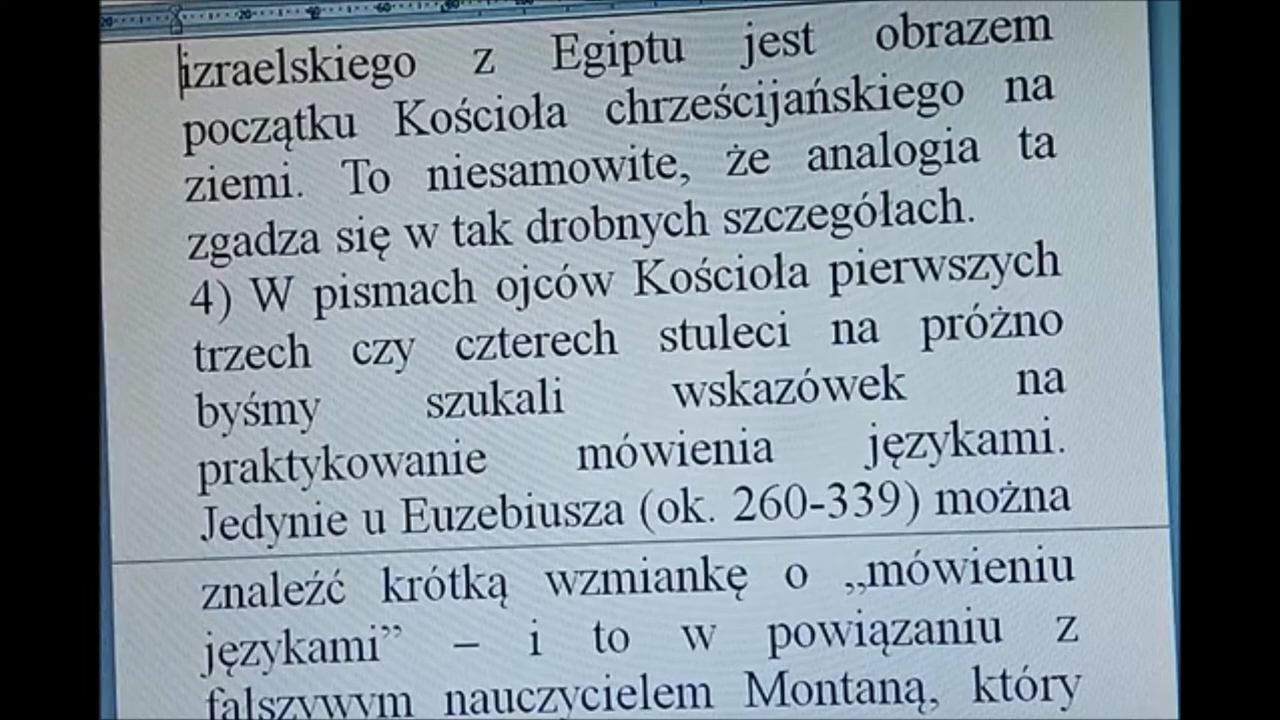 izraelskiego z Egiptu jest obrazem
początku Kościoła chrześcijańskiego na
ziemi. To niesamowite, że analogia ta
zgadza się w tak drobnych szczegółach.
4) W pismach ojców Kościoła pierwszych
trzech czy czterech stuleci na próżno
byśmy szukali wskazówek na
praktykowanie mówienia językami.
Jedynie u Euzebiusza (ok. 260-339) można
znaleźć krótką wzmiankę o „mówieniu
językami” – i to w powiązaniu z
fałszywym nauczycielem Montaną, który